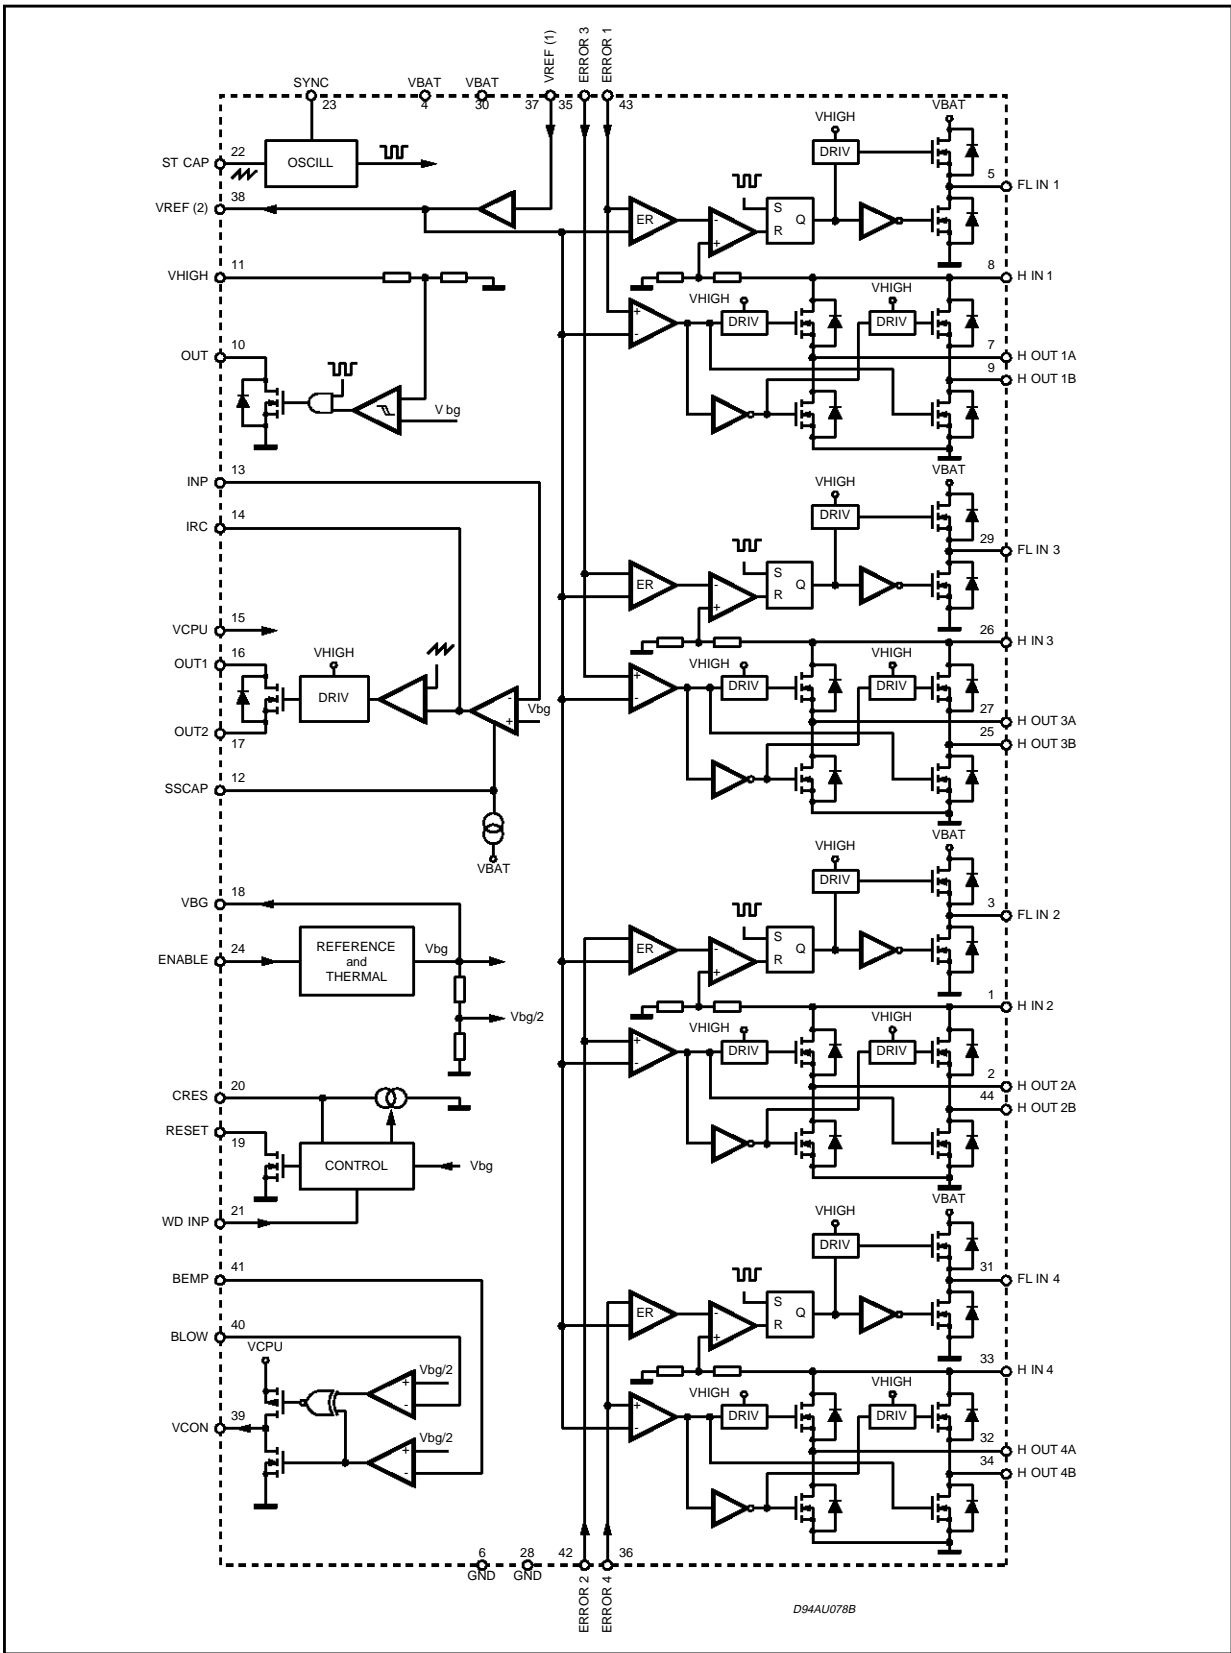 VREF (1)
ERROR 3
ERROR 1
SYNC
VBAT
VBAT
23
4
30
37
35
43
VBAT
VHIGH
DRIV
22
ST CAP
OSCILL
5
FL IN 1
38
VREF (2)
ER
-
+
S
R
Q
11
VHIGH
8
H IN 1
VHIGH
VHIGH
+
-
DRIV
DRIV
10
OUT
7
H OUT 1A
9
H OUT 1B
V bg
13
INP
14
IRC
VBAT
VHIGH
DRIV
29
FL IN 3
ER
-
+
S
R
Q
15
VCPU
26
H IN 3
16
OUT1
VHIGH
DRIV
-
+
Vbg
VHIGH
VHIGH
+
-
DRIV
DRIV
27
H OUT 3A
OUT2
17
25
H OUT 3B
12
SSCAP
VBAT
VBAT
VHIGH
DRIV
18
VBG
3
FL IN 2
24
ENABLE
REFERENCE
and
THERMAL
Vbg
ER
-
+
S
R
Q
1
H IN 2
Vbg/2
VHIGH
VHIGH
+
-
DRIV
DRIV
2
H OUT 2A
44
H OUT 2B
20
CRES
RESET
19
CONTROL
Vbg
21
WD INP
VBAT
VHIGH
DRIV
41
BEMP
31
FL IN 4
ER
-
+
S
R
Q
40
BLOW
VCPU
33
H IN 4
Vbg/2
+
-
VHIGH
VHIGH
+
-
DRIV
DRIV
39
VCON
Vbg/2
+
-
32
H OUT 4A
34
H OUT 4B
6
GND
28
GND
42
36
ERROR 2
ERROR 4
D94AU078B